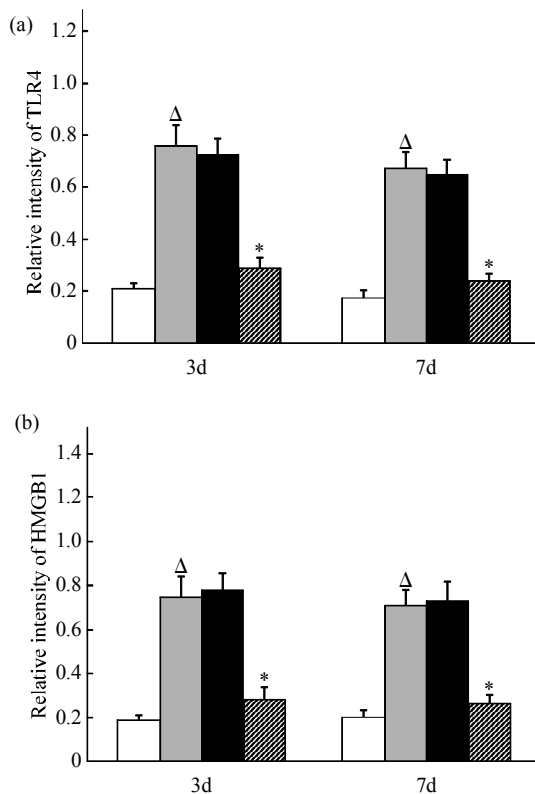 (a)
Relative intensity of TLR4
1.2
1.0
0.8
0.6
0.4
0.2
0
Δ
*
Δ
*
3d
7d
(b)
Relative intensity of HMGB1
1.4
1.2
1.0
0.8
0.6
0.4
0.2
0
Δ
*
Δ
*
3d
7d